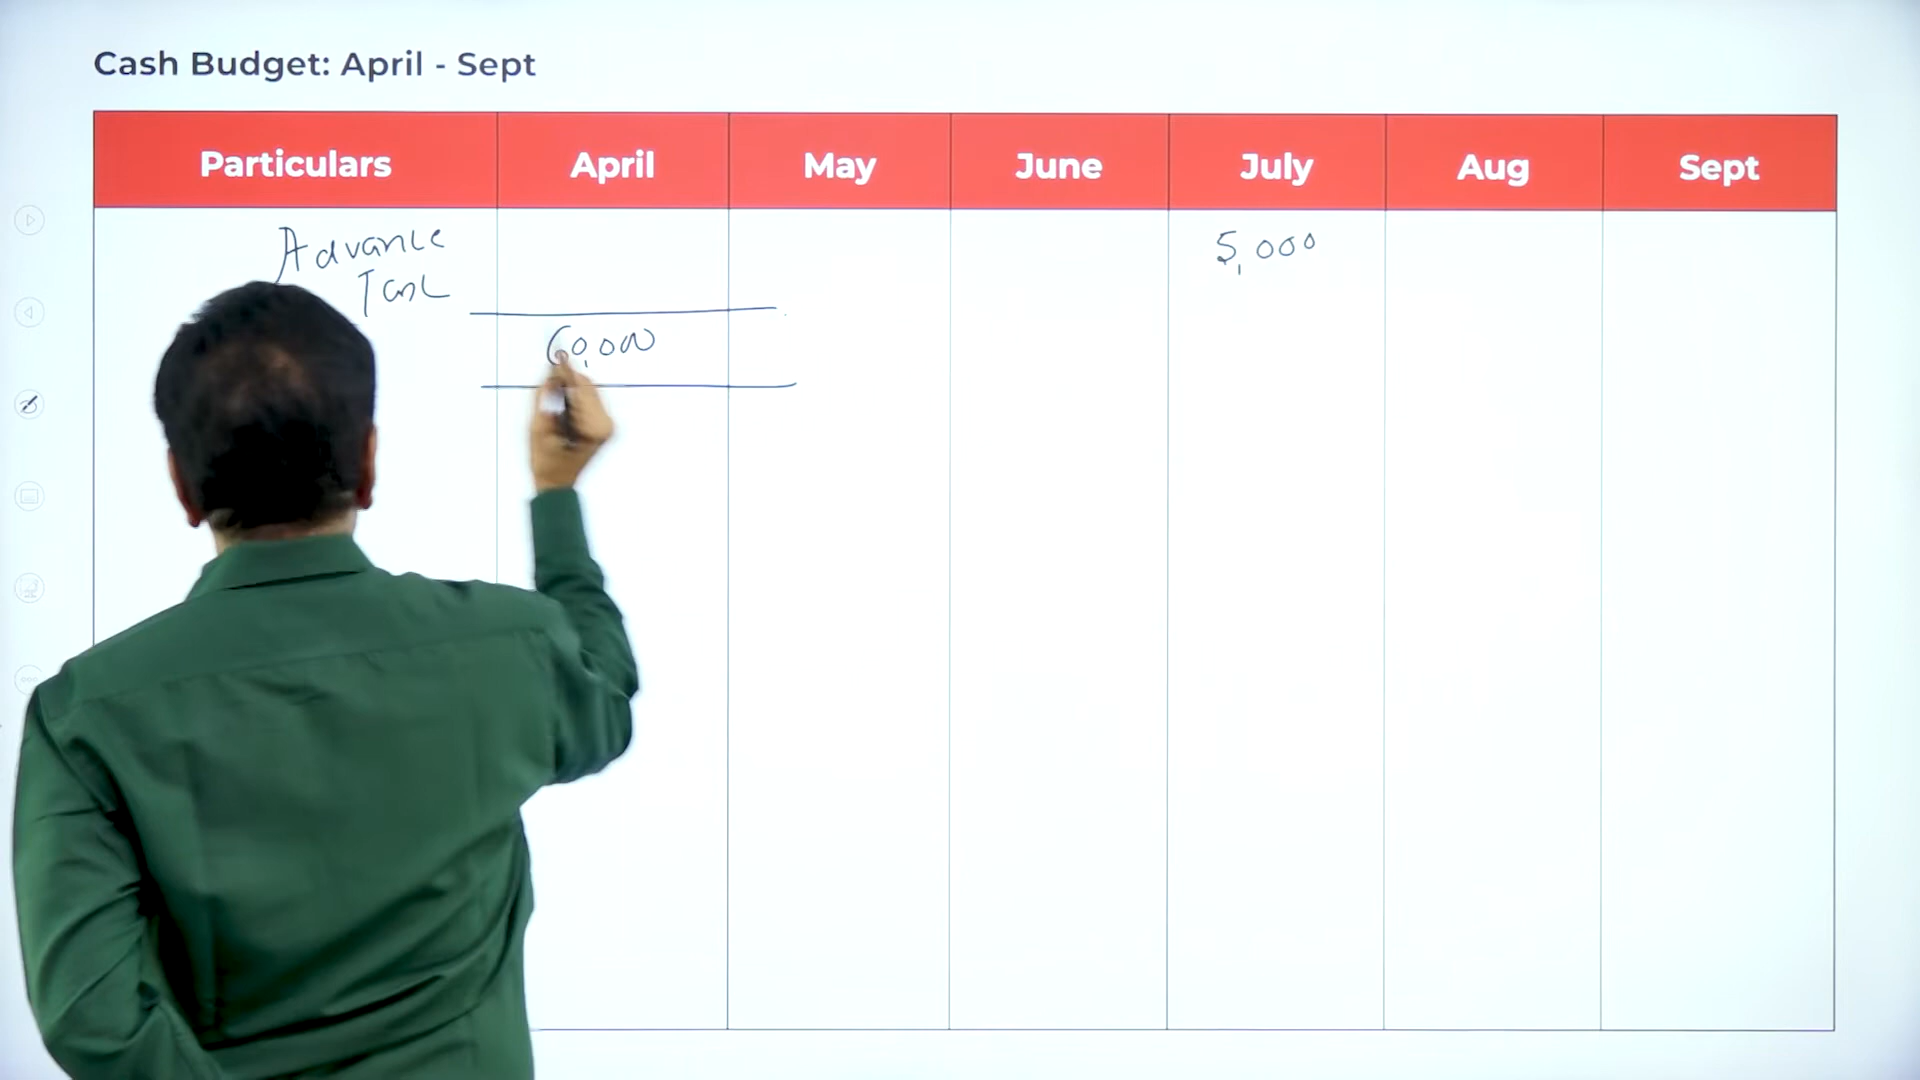 Cash Budget: April - Sept
Particulars April May June July Aug Sept
Advance 5,000
Tax
60,000